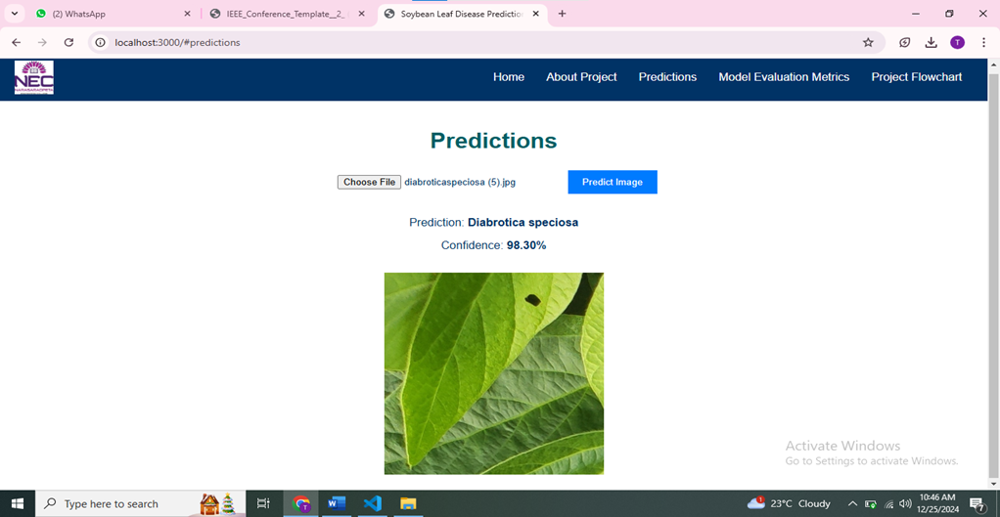 (2) WhatsApp
IEEE_Conference_Template__2_
Soybean Leaf Disease Prediction
localhost:3000/#predictions
T
NEC
Home About Project Predictions Model Evaluation Metrics Project Flowchart
Predictions
Choose File diabroticaspeciosa (5).jpg Predict Image
Prediction: Diabrotica speciosa
Confidence: 98.30%
Activate Windows
Go to Settings to activate Windows.
Type here to search
23°C Cloudy
10:46 AM
12/25/2024
7